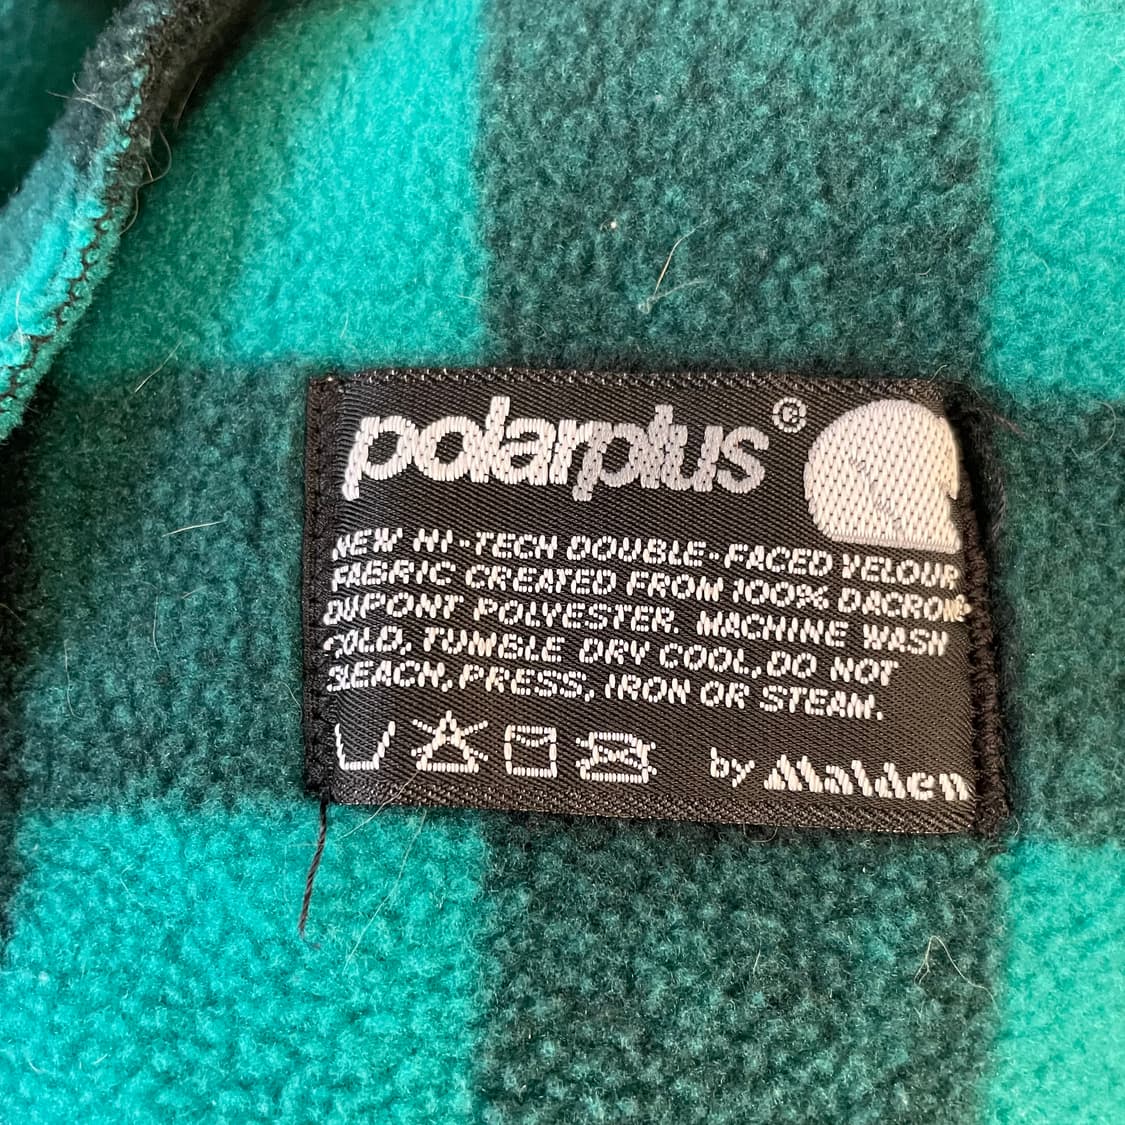 polarplus®
NEW HI-TECH DOUBLE-FACED VELOUR
FABRIC CREATED FROM 100% DACRON®
DUPONT POLYESTER. MACHINE WASH
COLD, TUMBLE DRY COOL, DO NOT
BLEACH, PRESS, IRON OR STEAM.
by Malden